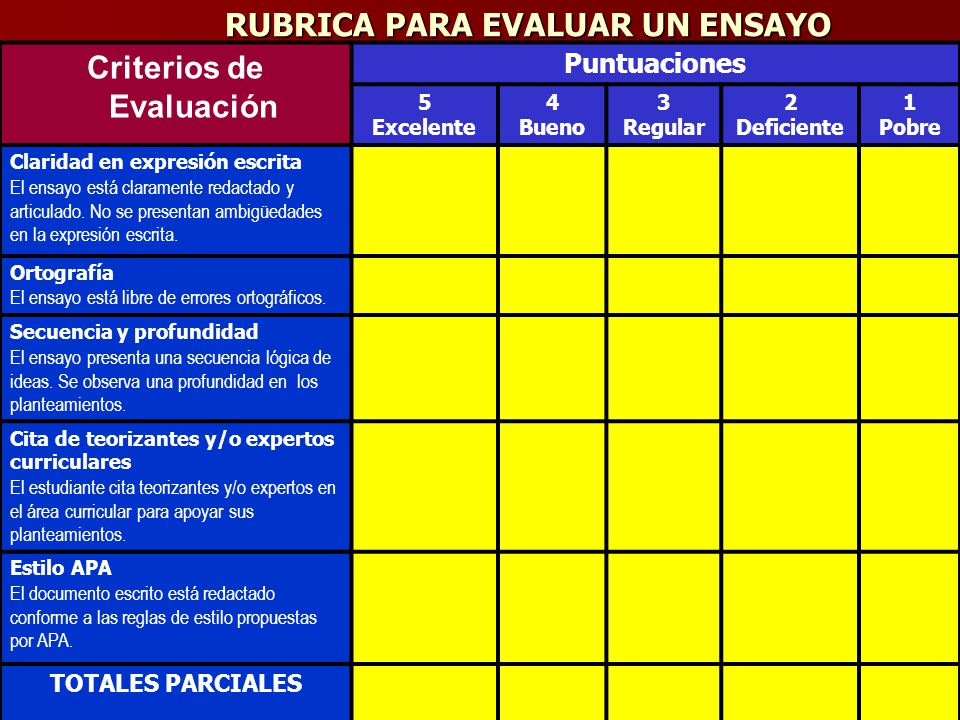 RUBRICA PARA EVALUAR UN ENSAYO
Criterios de
Evaluación
Puntuaciones
5
Excelente
4
Bueno
3
Regular
2
Deficiente
1
Pobre
Claridad en expresión escrita
El ensayo está claramente redactado y
articulado. No se presentan ambigüedades
en la expresión escrita.
Ortografía
El ensayo está libre de errores ortográficos.
Secuencia y profundidad
El ensayo presenta una secuencia lógica de
ideas. Se observa una profundidad en los
planteamientos.
Cita de teorizantes y/o expertos
curriculares
El estudiante cita teorizantes y/o expertos en
el área curricular para apoyar sus
planteamientos.
Estilo APA
El documento escrito está redactado
conforme a las reglas de estilo propuestas
por APA.
TOTALES PARCIALES